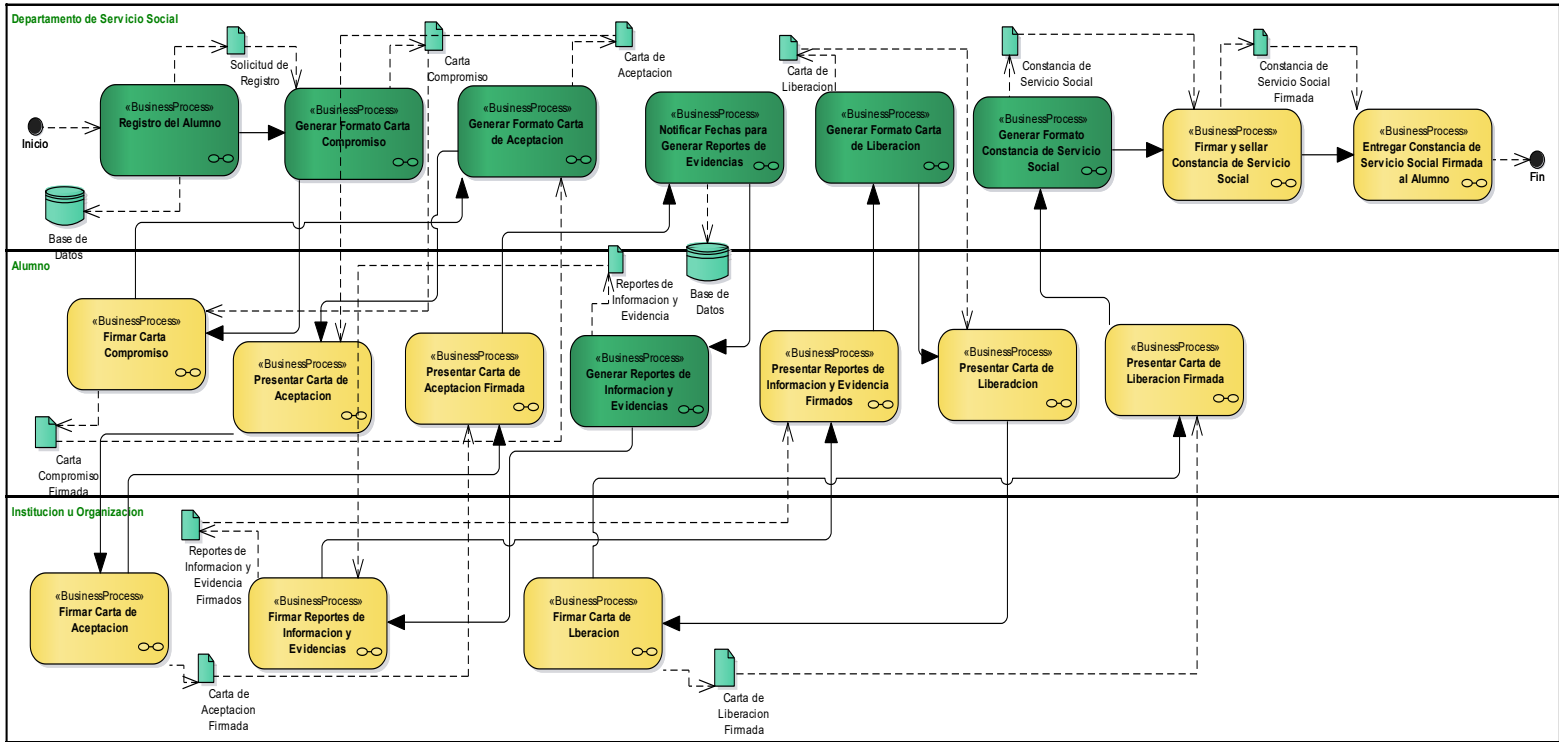 Departamento de Servicio Social
Solicitud de
Registro
Carta
Compromiso
Carta de
Aceptacion
Carta de
Liberacion
Constancia de
Servicio Social
Constancia de
Servicio Social
Firmada
Inicio
«BusinessProcess»
Registro del Alumno
«BusinessProcess»
Generar Formato Carta
Compromiso
«BusinessProcess»
Generar Formato Carta
de Aceptacion
«BusinessProcess»
Notificar Fechas para
Generar Reportes de
Evidencias
«BusinessProcess»
Generar Formato Carta
de Liberacion
«BusinessProcess»
Generar Formato
Constancia de Servicio
Social
«BusinessProcess»
Firmar y sellar
Constancia de Servicio
Social
«BusinessProcess»
Entregar Constancia de
Servicio Social Firmada
al Alumno
Fin
Base de
Datos
Alumno
Reportes de
Informacion y
Evidencia
Base de
Datos
«BusinessProcess»
Firmar Carta
Compromiso
«BusinessProcess»
Presentar Carta de
Aceptacion
«BusinessProcess»
Presentar Carta de
Aceptacion Firmada
«BusinessProcess»
Generar Reportes de
Informacion y
Evidencias
«BusinessProcess»
Presentar Reportes de
Informacion y Evidencia
Firmados
«BusinessProcess»
Presentar Carta de
Liberadcion
«BusinessProcess»
Presentar Carta de
Liberacion Firmada
Carta
Compromiso
Firmada
Institucion u Organizacion
Reportes de
Informacion y
Evidencia
Firmados
«BusinessProcess»
Firmar Carta de
Aceptacion
«BusinessProcess»
Firmar Reportes de
Informacion y
Evidencias
«BusinessProcess»
Firmar Carta de
Lberacion
Carta de
Aceptacion
Firmada
Carta de
Liberacion
Firmada